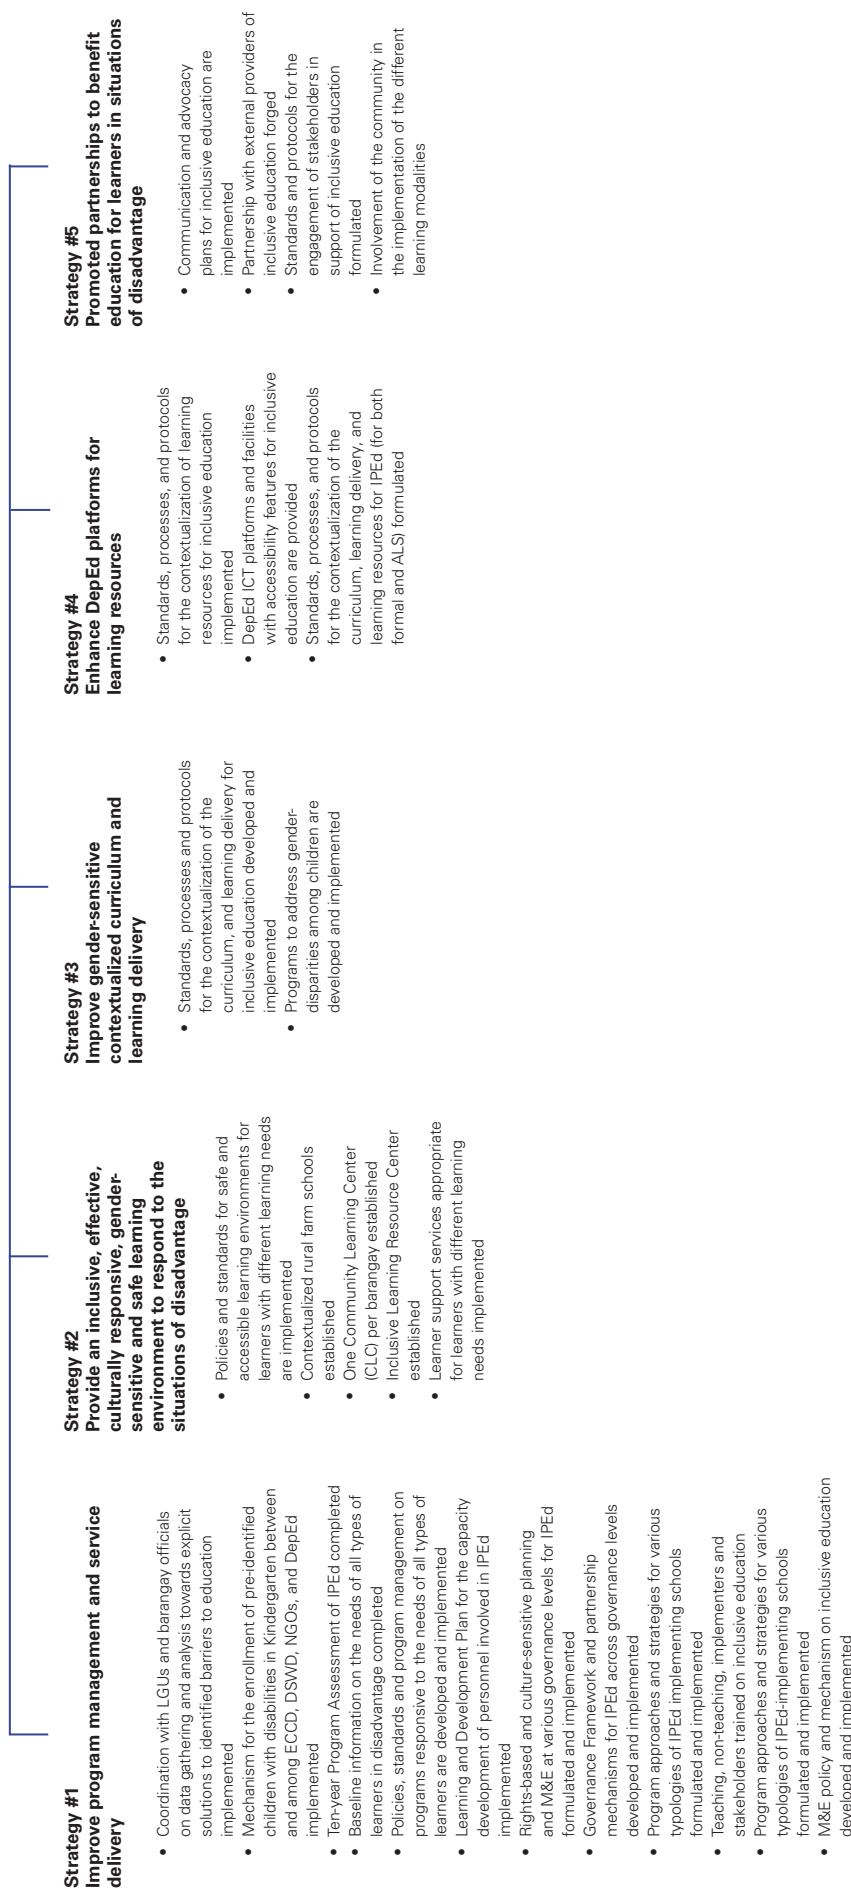 Strategy #1
Improve program management and service
delivery
• Coordination with LGUs and barangay officials
on data gathering and analysis towards explicit
solutions to identified barriers to education
implemented
• Mechanism for the enrollment of pre-identified
children with disabilities in Kindergarten between
and among ECCD, DSWD, NGOs, and DepEd
implemented
• Ten-year Program Assessment of IPEd completed
• Baseline information on the needs of all types of
learners in disadvantage completed
• Policies, standards and program management on
programs responsive to the needs of all types of
learners are developed and implemented
• Learning and Development Plan for the capacity
development of personnel involved in IPEd
implemented
• Rights-based and culture-sensitive planning
and M&E at various governance levels for IPEd
formulated and implemented
• Governance Framework and partnership
mechanisms for IPEd across governance levels
developed and implemented
• Program approaches and strategies for various
typologies of IPEd implementing schools
formulated and implemented
• Teaching, non-teaching, implementers and
stakeholders trained on inclusive education
• Program approaches and strategies for various
typologies of IPEd-implementing schools
formulated and implemented
• M&E policy and mechanism on inclusive education
developed and implemented
Strategy #2
Provide an inclusive, effective,
culturally responsive, gender-
sensitive and safe learning
environment to respond to the
situations of disadvantage
• Policies and standards for safe and
accessible learning environments for
learners with different learning needs
are implemented
• Contextualized rural farm schools
established
• One Community Learning Center
(CLC) per barangay established
• Inclusive Learning Resource Center
established
• Learner support services appropriate
for learners with different learning
needs implemented
Strategy #3
Improve gender-sensitive
contextualized curriculum and
learning delivery
• Standards, processes and protocols
for the contextualization of the
curriculum, and learning delivery for
inclusive education developed and
implemented
• Programs to address gender-
disparities among children are
developed and implemented
Strategy #4
Enhance DepEd platforms for
learning resources
• Standards, processes, and protocols
for the contextualization of learning
resources for inclusive education
implemented
• DepEd ICT platforms and facilities
with accessibility features for inclusive
education are provided
• Standards, processes, and protocols
for the contextualization of the
curriculum, learning delivery, and
learning resources for IPEd (for both
formal and ALS) formulated
Strategy #5
Promoted partnerships to benefit
education for learners in situations
of disadvantage
• Communication and advocacy
plans for inclusive education are
implemented
• Partnership with external providers of
inclusive education forged
• Standards and protocols for the
engagement of stakeholders in
support of inclusive education
formulated
• Involvement of the community in
the implementation of the different
learning modalities